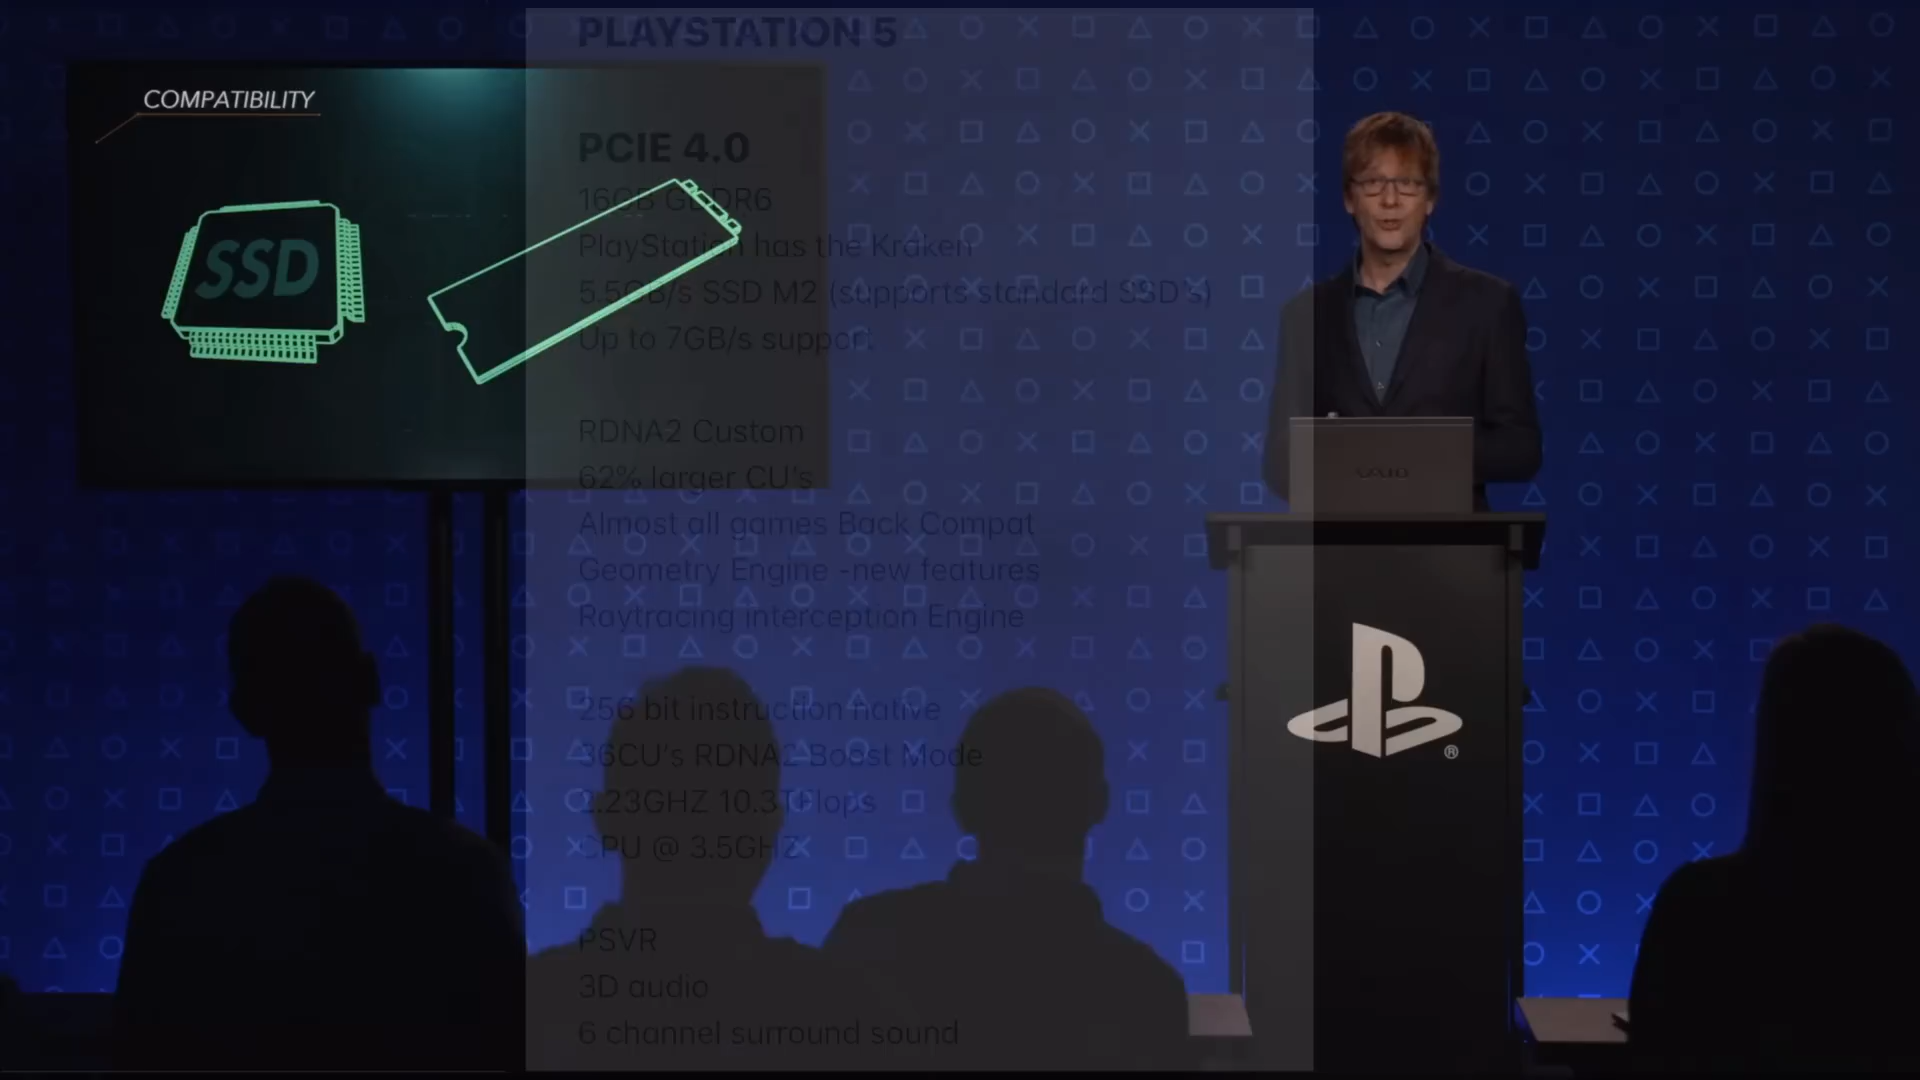 PLAYSTATION 5
COMPATIBILITY
SSD
PCIE 4.0
16GB GDDR6
PlayStation has the Kraken
5.5GB/s SSD M2 (supports standard SSD's)
Up to 7GB/s support.
RDNA2 Custom
62% larger CU's
Almost all games Back Compat
Geometry Engine -new features
Raytracing interception Engine
256 bit instruction native
36CU's RDNA2 Boost Mode
2.23GHZ 10.3TFlops
CPU @ 3.5GHZ
PSVR
3D audio
6 channel surround sound
VAIO
®